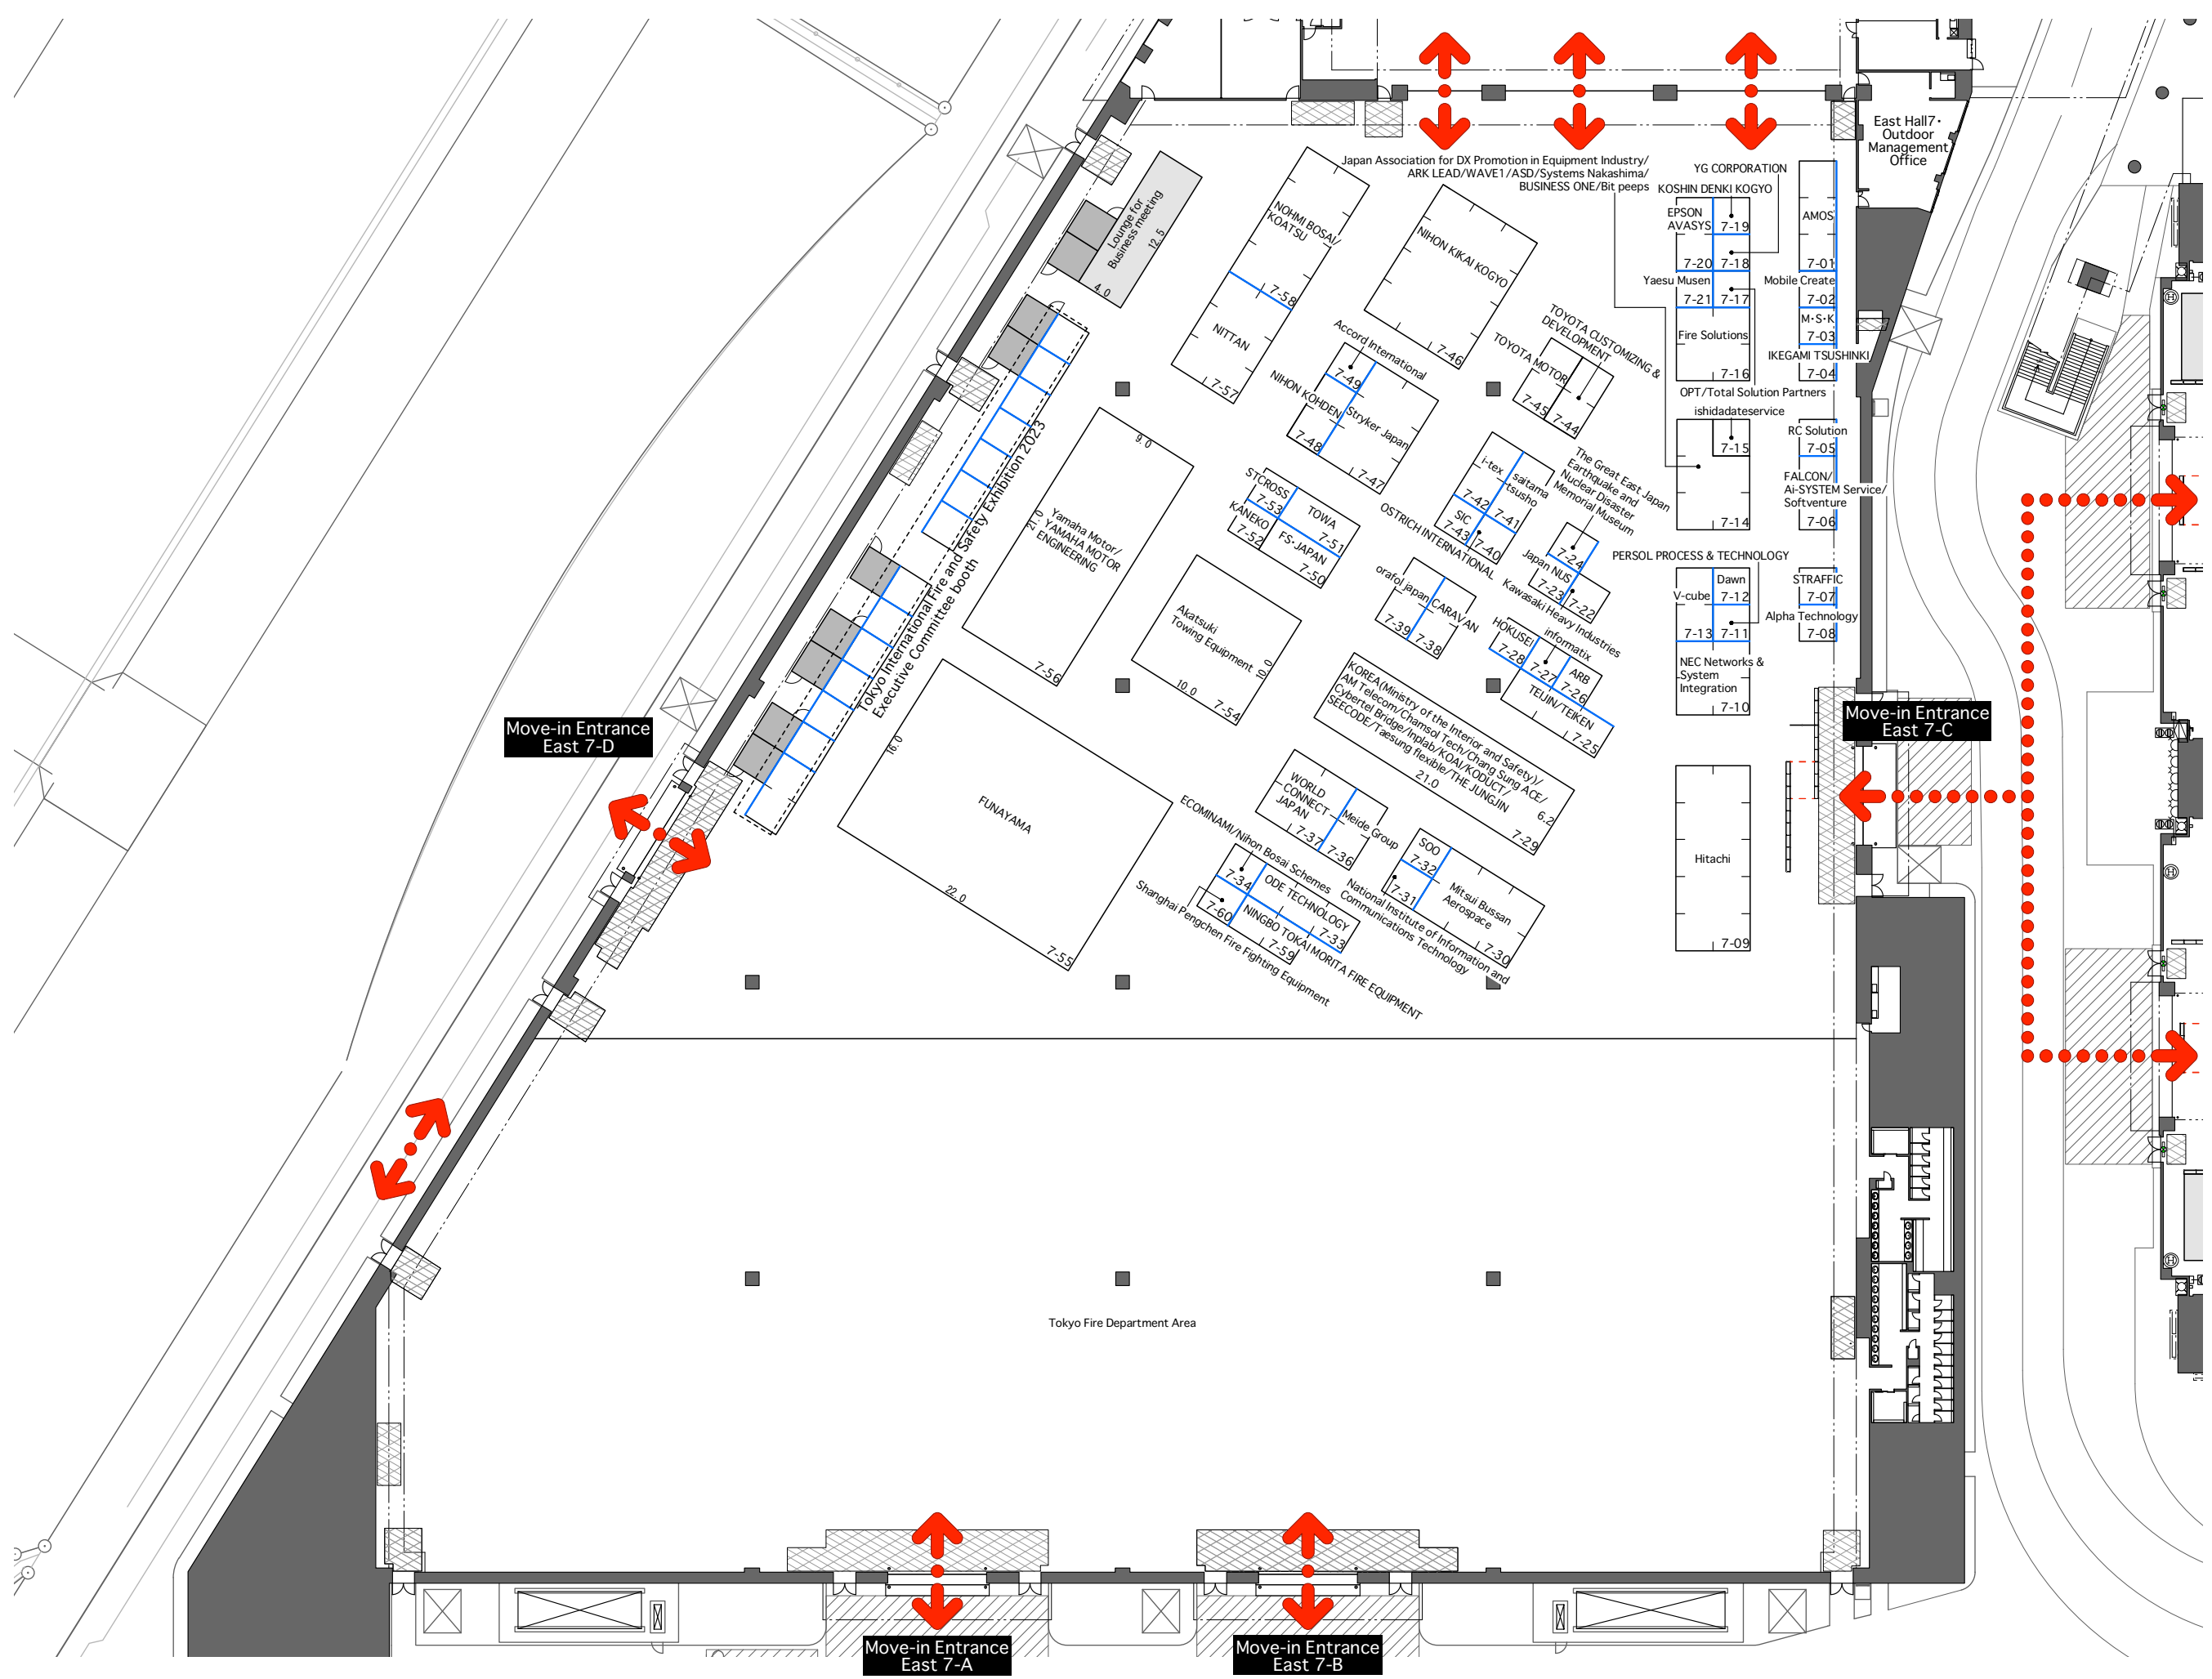 East Hall7・
Outdoor
Management
Office
Japan Association for DX Promotion in Equipment Industry/
ARK LEAD/WAVE1/ASD/Systems Nakashima/
BUSINESS ONE/Bit peeps
YG CORPORATION
KOSHIN DENKI KOGYO
EPSON
AVASYS
7-19
7-20
7-18
Yaesu Musen
7-21
7-17
Fire Solutions
7-16
OPT/Total Solution Partners
AMOS
7-01
Mobile Create
7-02
M・S・K
7-03
IKEGAMI TSUSHINKI
7-04
ishidadateservice
7-15
7-14
RC Solution
7-05
FALCON/
Ai-SYSTEM Service/
Softventure
7-06
PERSOL PROCESS & TECHNOLOGY
Dawn
V-cube
7-12
7-13
7-11
STRAFFIC
7-07
Alpha Technology
7-08
NEC Networks &
System
Integration
7-10
Hitachi
7-09
Lounge for
Business meeting
12.5
4.0
NOHMI BOSAI/
KOATSU
7-58
NITTAN
7-57
NIHON KIKAI KOGYO
7-46
Accord International
7-49
NIHON KOHDEN
7-48
Stryker Japan
7-47
TOYOTA CUSTOMIZING &
DEVELOPMENT
TOYOTA MOTOR
7-45
7-44
Tokyo International Fire and Safety Exhibition 2023
Executive Committee booth
9.0
21.0
Yamaha Motor/
YAMAHA MOTOR
ENGINEERING
7-56
STCROSS
7-53
TOWA
7-51
KANEKO
7-52
FS・JAPAN
7-50
i-tex
7-42
saitama
tsusho
7-41
SIC
7-43
7-40
OSTRICH INTERNATIONAL
The Great East Japan
Earthquake and
Nuclear Disaster
Memorial Museum
7-24
Japan NUS
7-23
7-22
Kawasaki Heavy Industries
orafol japan
7-39
CARAVAN
7-38
informatix
HOKUSEI
7-28
7-27
ARB
7-26
TEIJIN/TEIKEN
7-25
Akatsuki
Towing Equipment
10.0
10.0
7-54
KOREA(Ministry of the Interior and Safety)/
AM Telecom/Chamsol Tech/Chang Sung ACE/
Cybertel Bridge/Inplab/KOAI/KODUCT/
SEECODE/Taesung flexible/THE JUNGJIN
21.0
6.2
7-29
FUNAYAMA
16.0
22.0
7-55
WORLD
CONNECT
JAPAN
7-37
Meide Group
7-36
ECOMINAMI/Nihon Bosai Schemes
7-34
ODE TECHNOLOGY
7-33
7-60
NINGBO TOKAI MORITA FIRE EQUIPMENT
7-59
Shanghai Pengchen Fire Fighting Equipment
SOO
7-32
7-31
Mitsui Bussan
Aerospace
7-30
National Institute of Information and
Communications Technology
Move-in Entrance
East 7-D
Move-in Entrance
East 7-C
Tokyo Fire Department Area
Move-in Entrance
East 7-A
Move-in Entrance
East 7-B